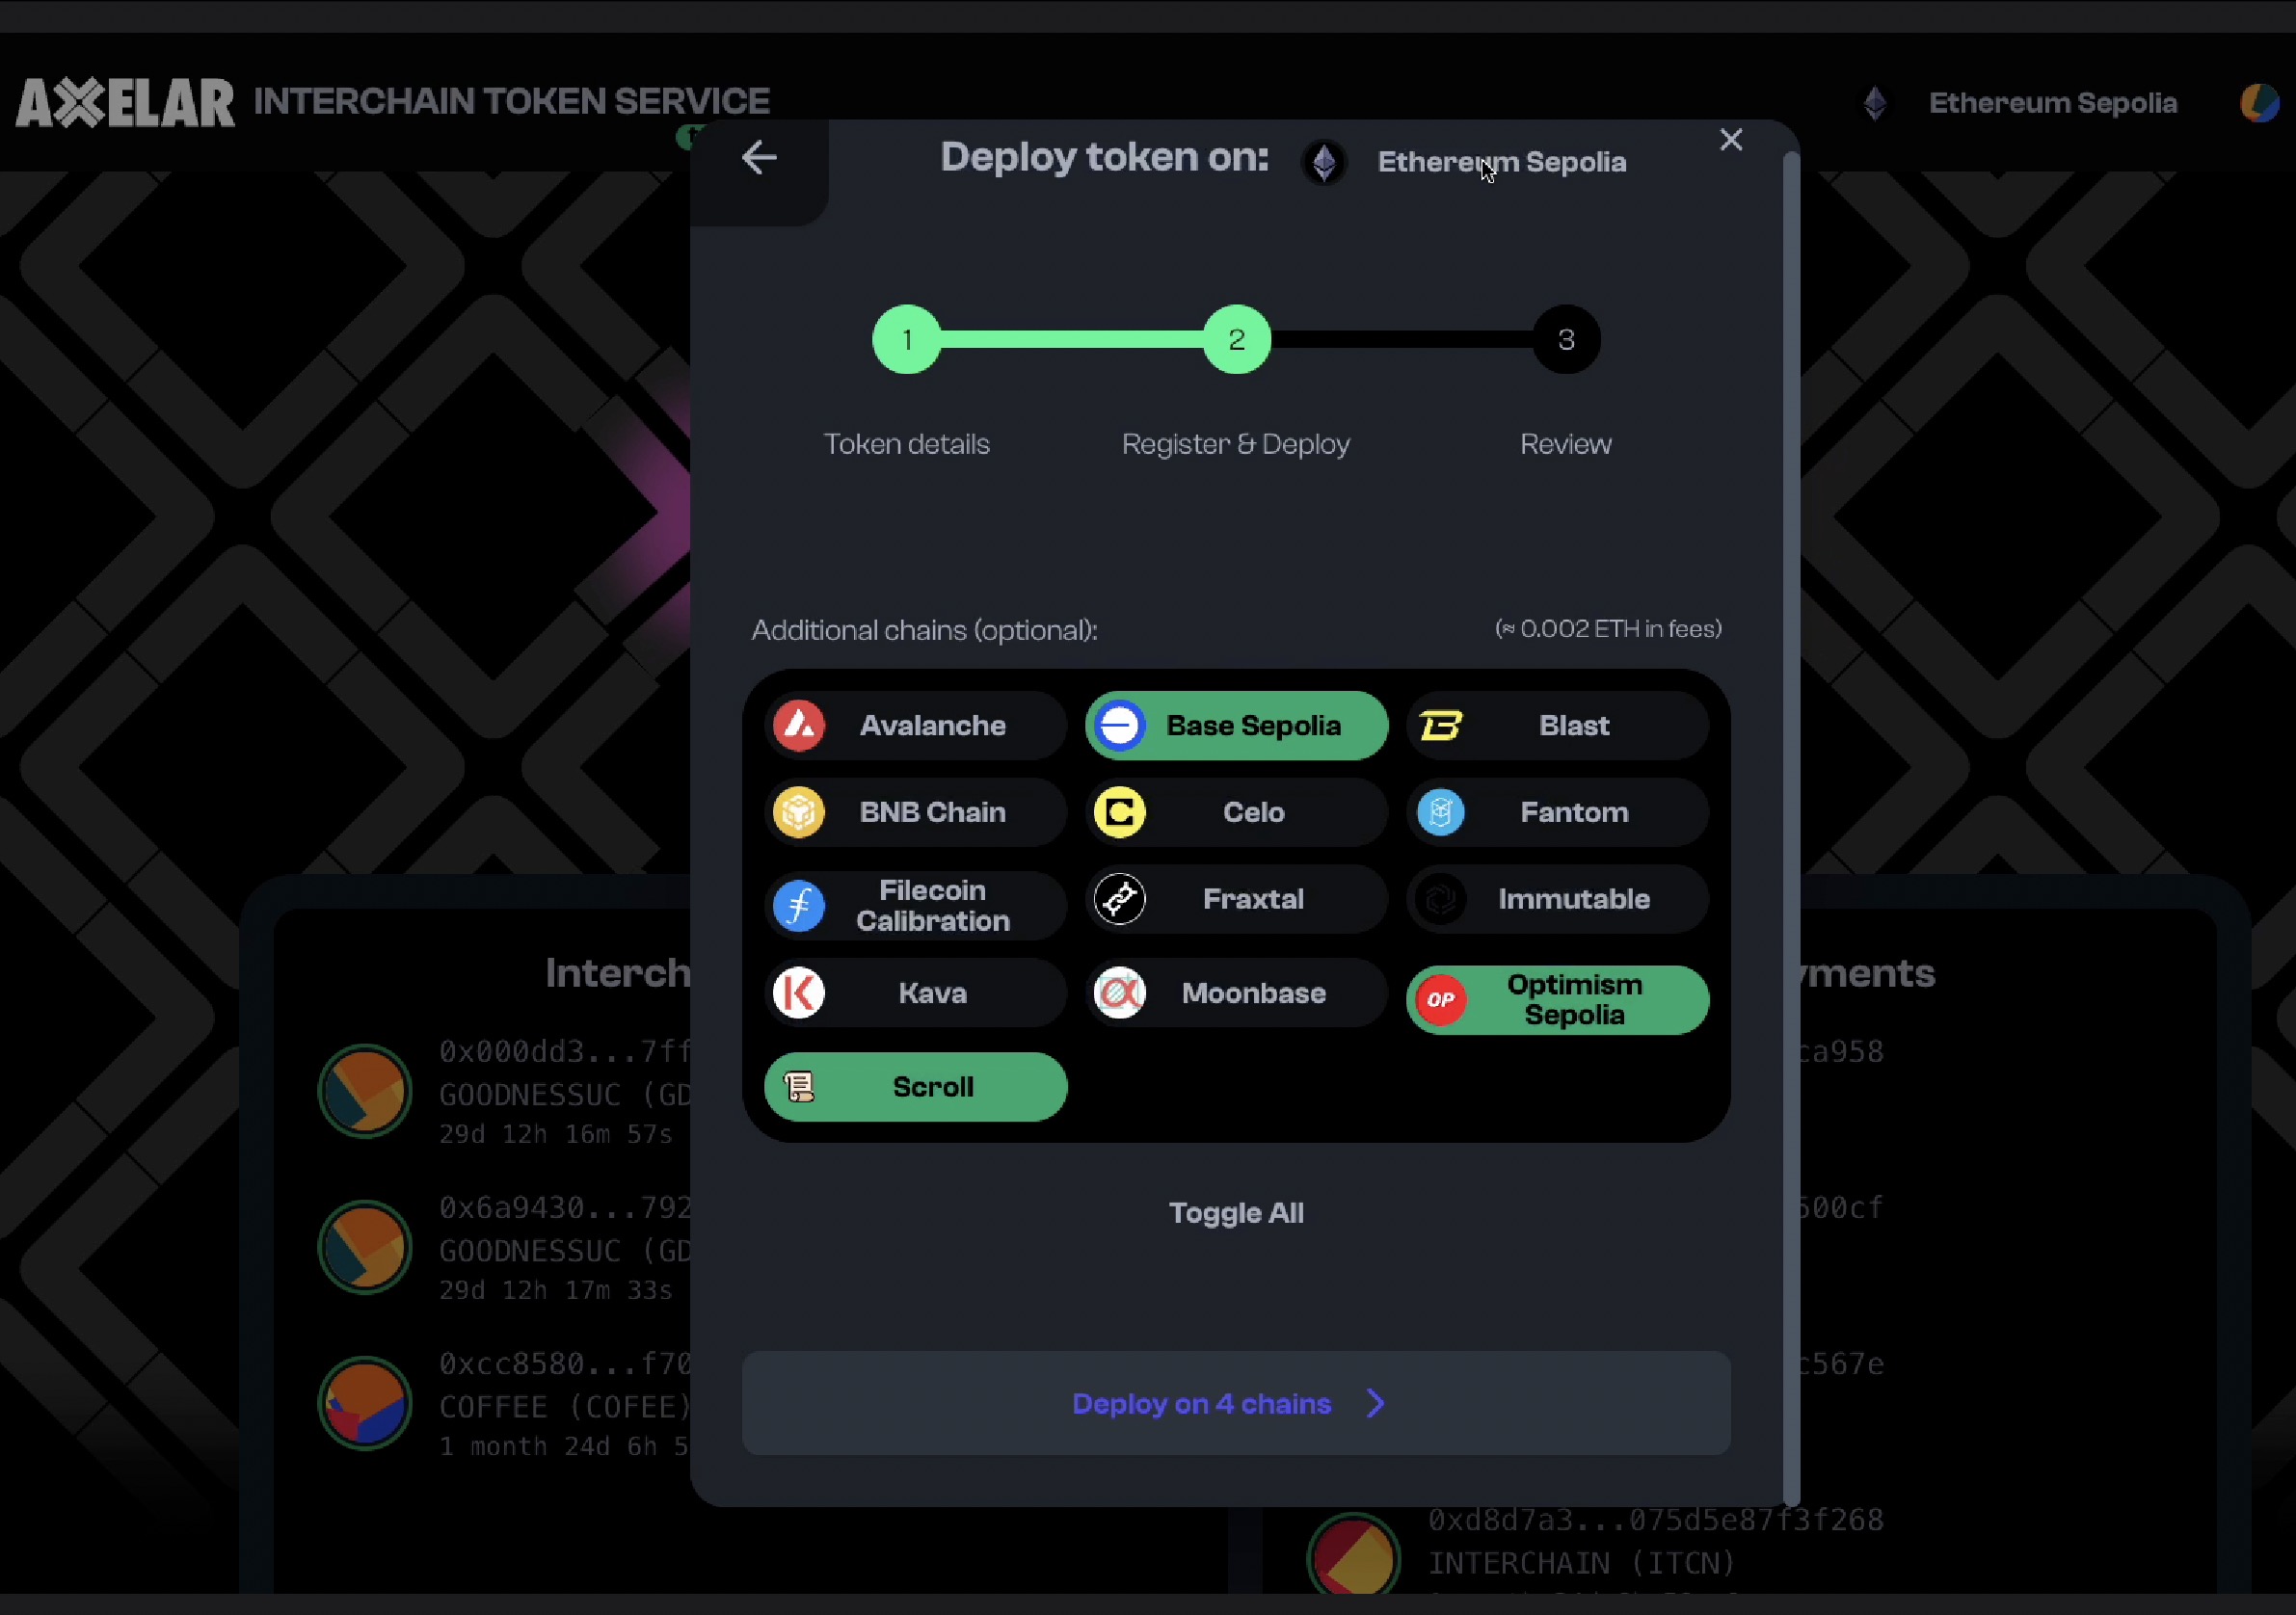 AXELAR INTERCHAIN TOKEN SERVICE
Ethereum Sepolia
Deploy token on: Ethereum Sepolia
1 2 3
Token details Register & Deploy Review
Additional chains (optional): (≈ 0.002 ETH in fees)
Avalanche Base Sepolia Blast
BNB Chain Celo Fantom
Filecoin
Calibration
Fraxtal Immutable
Kava Moonbase
OP Optimism
Sepolia
Scroll
Toggle All
Deploy on 4 chains
Interch
0x000dd3...7ff
GOODNESSUC (GD
29d 12h 16m 57s
0x6a9430...792
GOODNESSUC (GD
29d 12h 17m 33s
0xcc8580...f70
COFFEE (COFEE)
1 month 24d 6h 5
yments
ca958
500cf
c567e
0xd8d7a3...075d5e87f3f268
INTERCHAIN (ITCN)